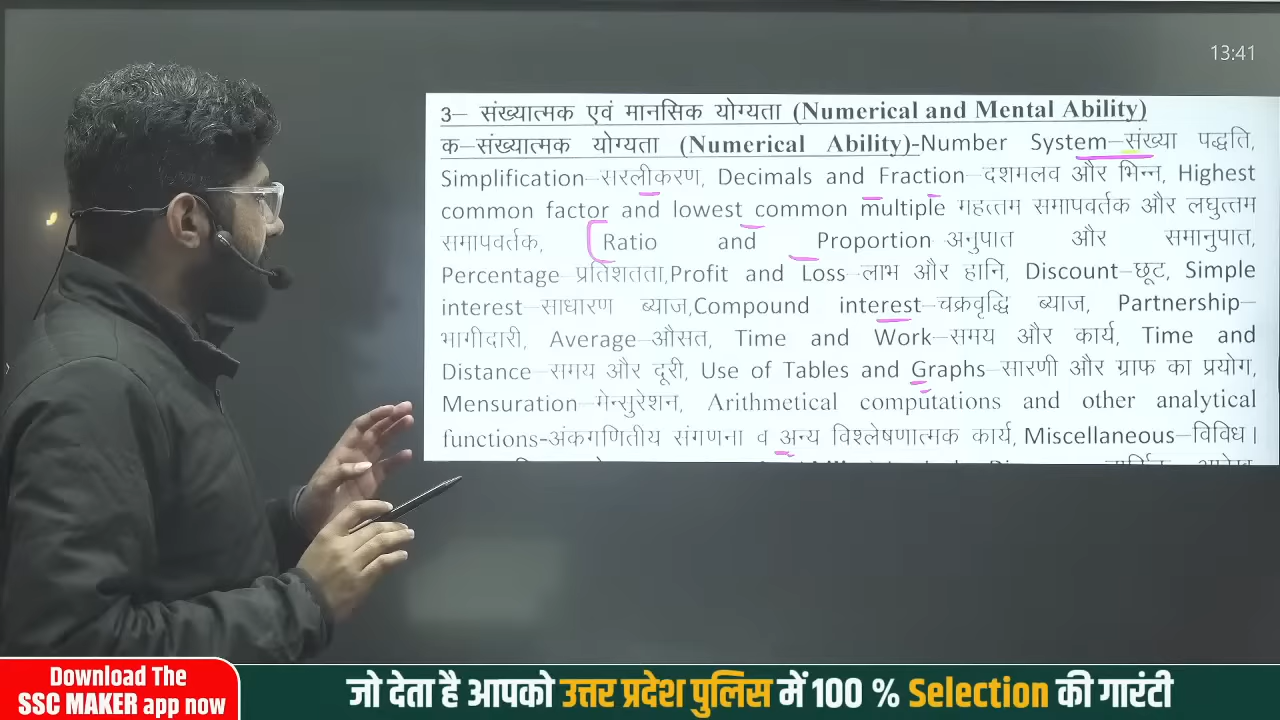 13:41
3– संख्यात्मक एवं मानसिक योग्यता (Numerical and Mental Ability)
क–संख्यात्मक योग्यता (Numerical Ability)-Number System–संख्या पद्धति,
Simplification–सरलीकरण, Decimals and Fraction–दशमलव और भिन्न, Highest
common factor and lowest common multiple महत्तम समापवर्तक और लघुत्तम
समापवर्तक, Ratio and Proportion अनुपात और समानुपात,
Percentage प्रतिशतता,Profit and Loss–लाभ और हानि, Discount–छूट, Simple
interest–साधारण ब्याज,Compound interest–चक्रवृद्धि ब्याज, Partnership–
भागीदारी, Average–औसत, Time and Work–समय और कार्य, Time and
Distance–समय और दूरी, Use of Tables and Graphs–सारणी और ग्राफ का प्रयोग,
Mensuration–मेन्सुरेशन, Arithmetical computations and other analytical
functions-अंकगणितीय संगणना व अन्य विश्लेषणात्मक कार्य, Miscellaneous–विविध।
Download The
SSC MAKER app now
जो देता है आपको उत्तर प्रदेश पुलिस में 100 % Selection की गारंटी